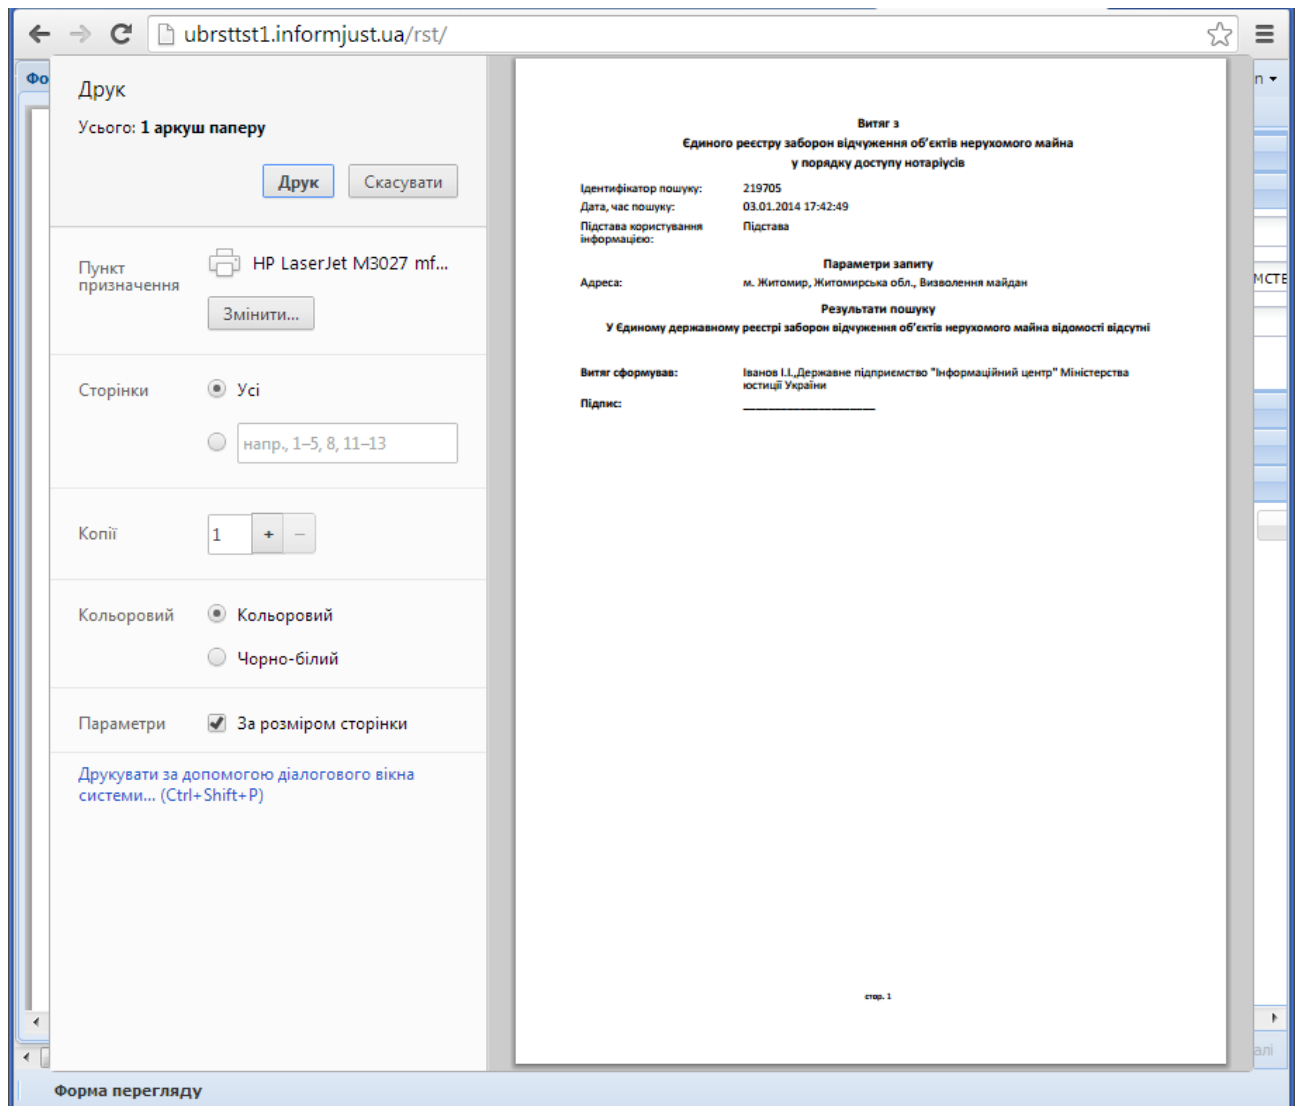 ubrsttst1.informjust.ua/rst/
Фо
n
Друк
Усього: 1 аркуш паперу
Друк
Скасувати
Пункт
призначення
HP LaserJet M3027 mf...
Змінити...
Сторінки
Усі
напр., 1–5, 8, 11–13
Копії
1
+
−
Кольоровий
Кольоровий
Чорно-білий
Параметри
За розміром сторінки
Друкувати за допомогою діалогового вікна
системи... (Ctrl+Shift+P)
Витяг з
Єдиного реєстру заборон відчуження об’єктів нерухомого майна
у порядку доступу нотаріусів
Ідентифікатор пошуку: 219705
Дата, час пошуку: 03.01.2014 17:42:49
Підстава користування Підстава
інформацією:
Параметри запиту
Адреса: м. Житомир, Житомирська обл., Визволення майдан
Результати пошуку
У Єдиному державному реєстрі заборон відчуження об’єктів нерухомого майна відомості відсутні
Витяг сформував: Іванов І.І.,Державне підприємство "Інформаційний центр" Міністерства
юстиції України
Підпис: ______________________
стор. 1
мств
алі
Форма перегляду